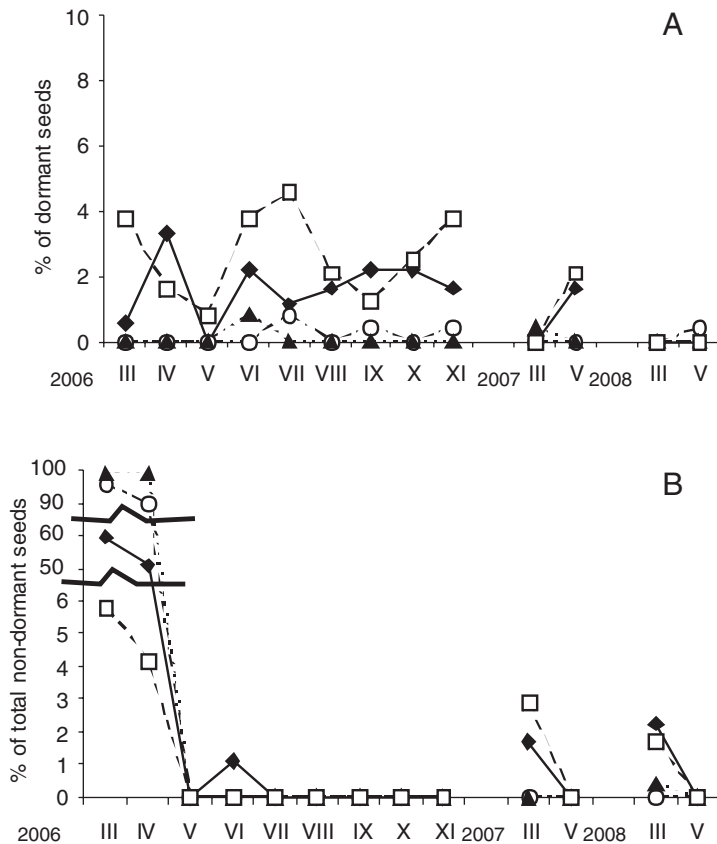 A
% of dormant seeds
10
8
6
4
2
0
2006 III IV V VI VII VIII IX X XI 2007 III V 2008 III V
B
% of total non-dormant seeds
100
90
60
50
6
5
4
3
2
1
0
2006 III IV V VI VII VIII IX X XI 2007 III V 2008 III V